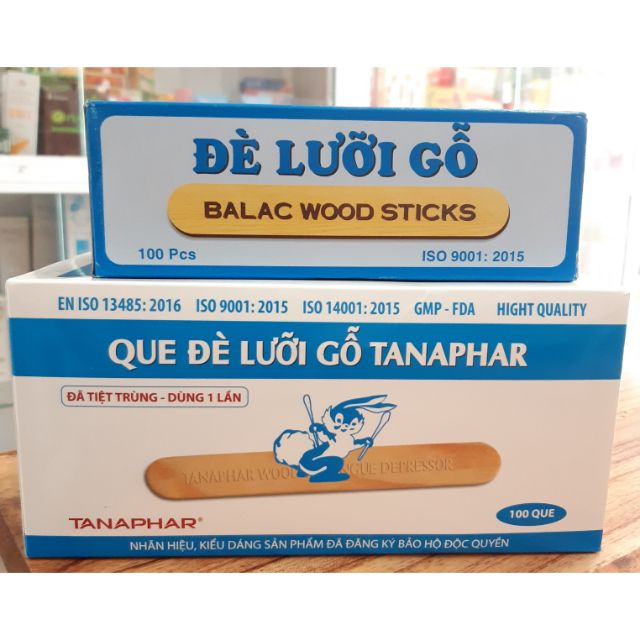 ĐÈ LƯỠI GỖ
BALAC WOOD STICKS
100 Pcs
ISO 9001: 2015
EN ISO 13485: 2016 ISO 9001: 2015 ISO 14001: 2015 GMP - FDA HIGHT QUALITY
QUE ĐÈ LƯỠI GỖ TANAPHAR
ĐÃ TIỆT TRÙNG - DÙNG 1 LẦN
TANAPHAR WOO GUE DEPRESSOR
TANAPHAR®
100 QUE
NHÃN HIỆU, KIỂU DÁNG SẢN PHẨM ĐÃ ĐĂNG KÝ BẢO HỘ ĐỘC QUYỀN